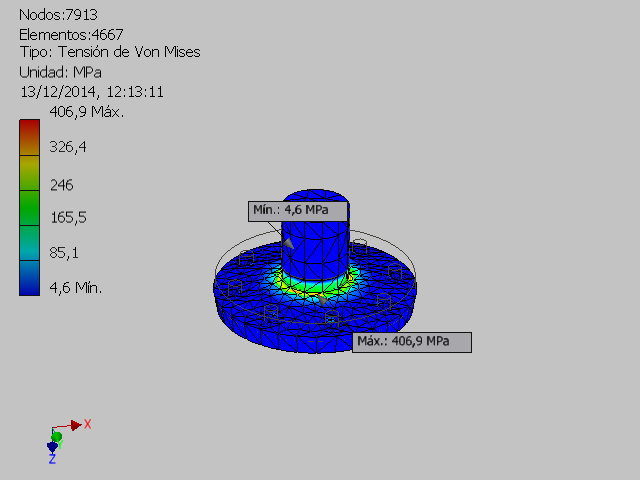 Nodos:7913
Elementos:4667
Tipo: Tensión de Von Mises
Unidad: MPa
13/12/2014, 12:13:11
406,9 Máx.
326,4
246
165,5
85,1
4,6 Mín.
Mín.: 4,6 MPa
Máx.: 406,9 MPa
X
Y
Z